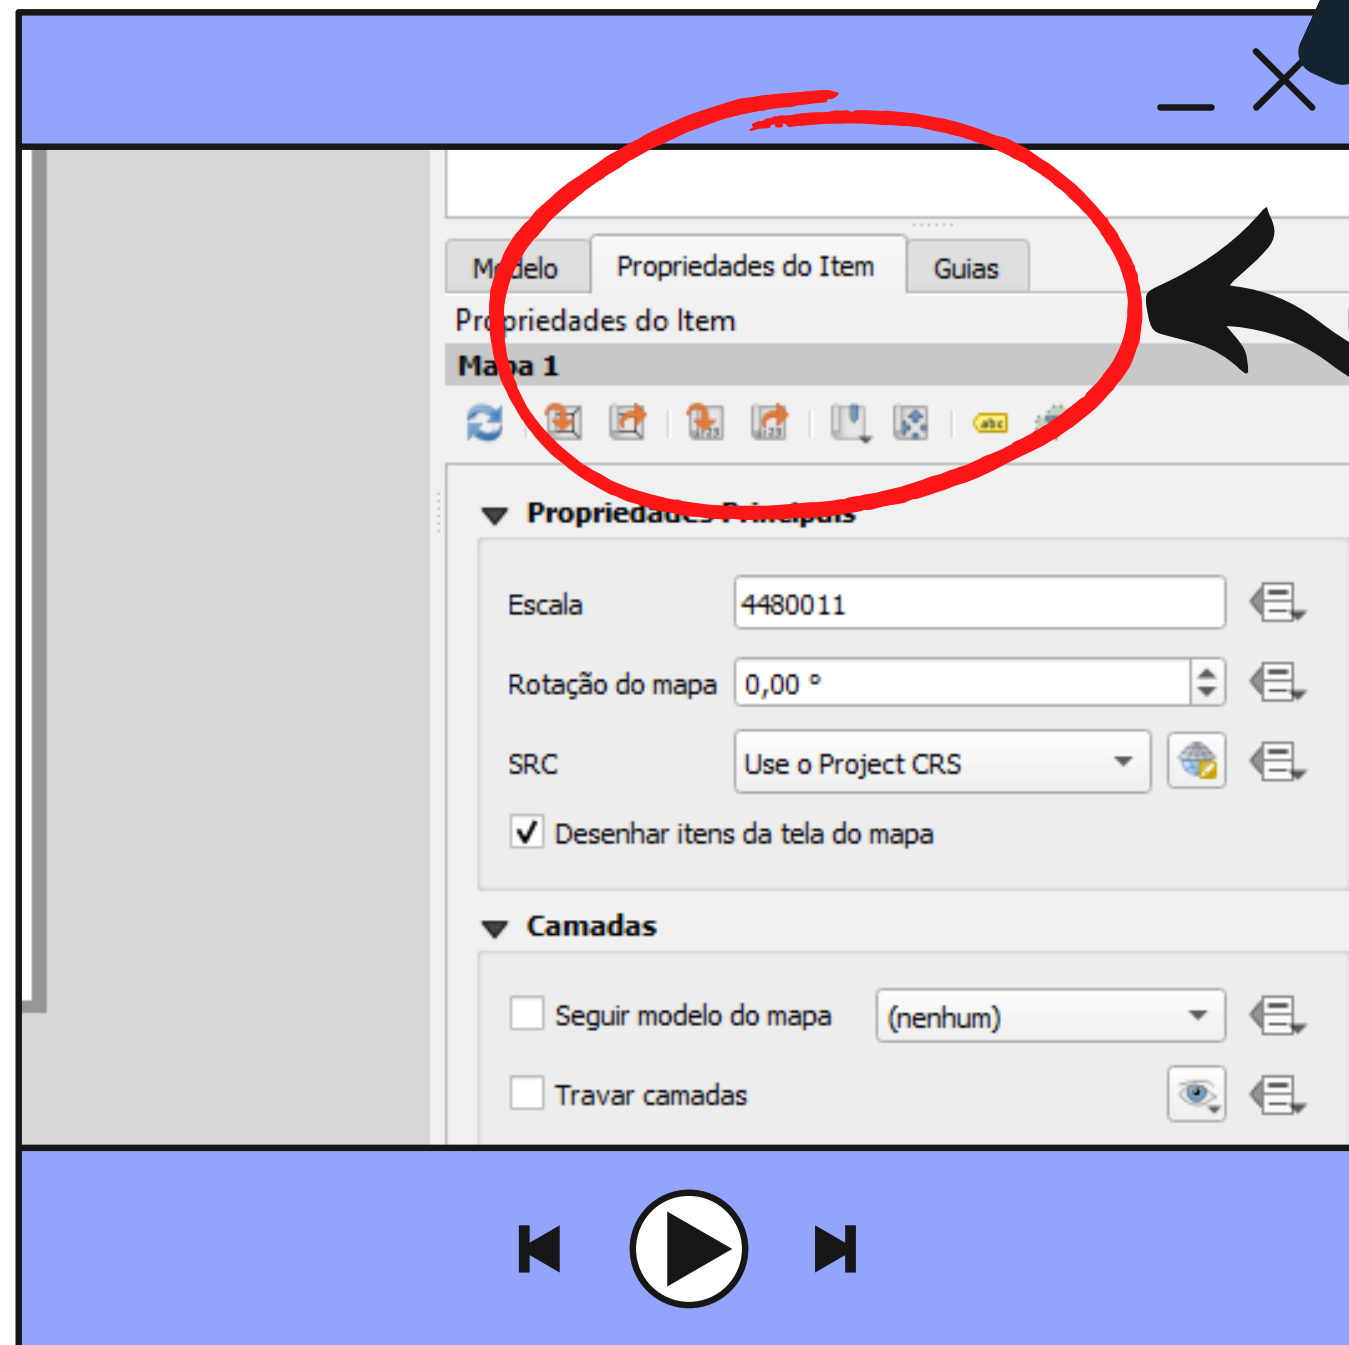 Modelo Propriedades do Item Guias
Propriedades do Item
Mapa 1
abc
Propriedades Principais
Escala 4480011
Rotação do mapa 0,00 °
SRC Use o Project CRS
Desenhar itens da tela do mapa
Camadas
Seguir modelo do mapa (nenhum)
Travar camadas